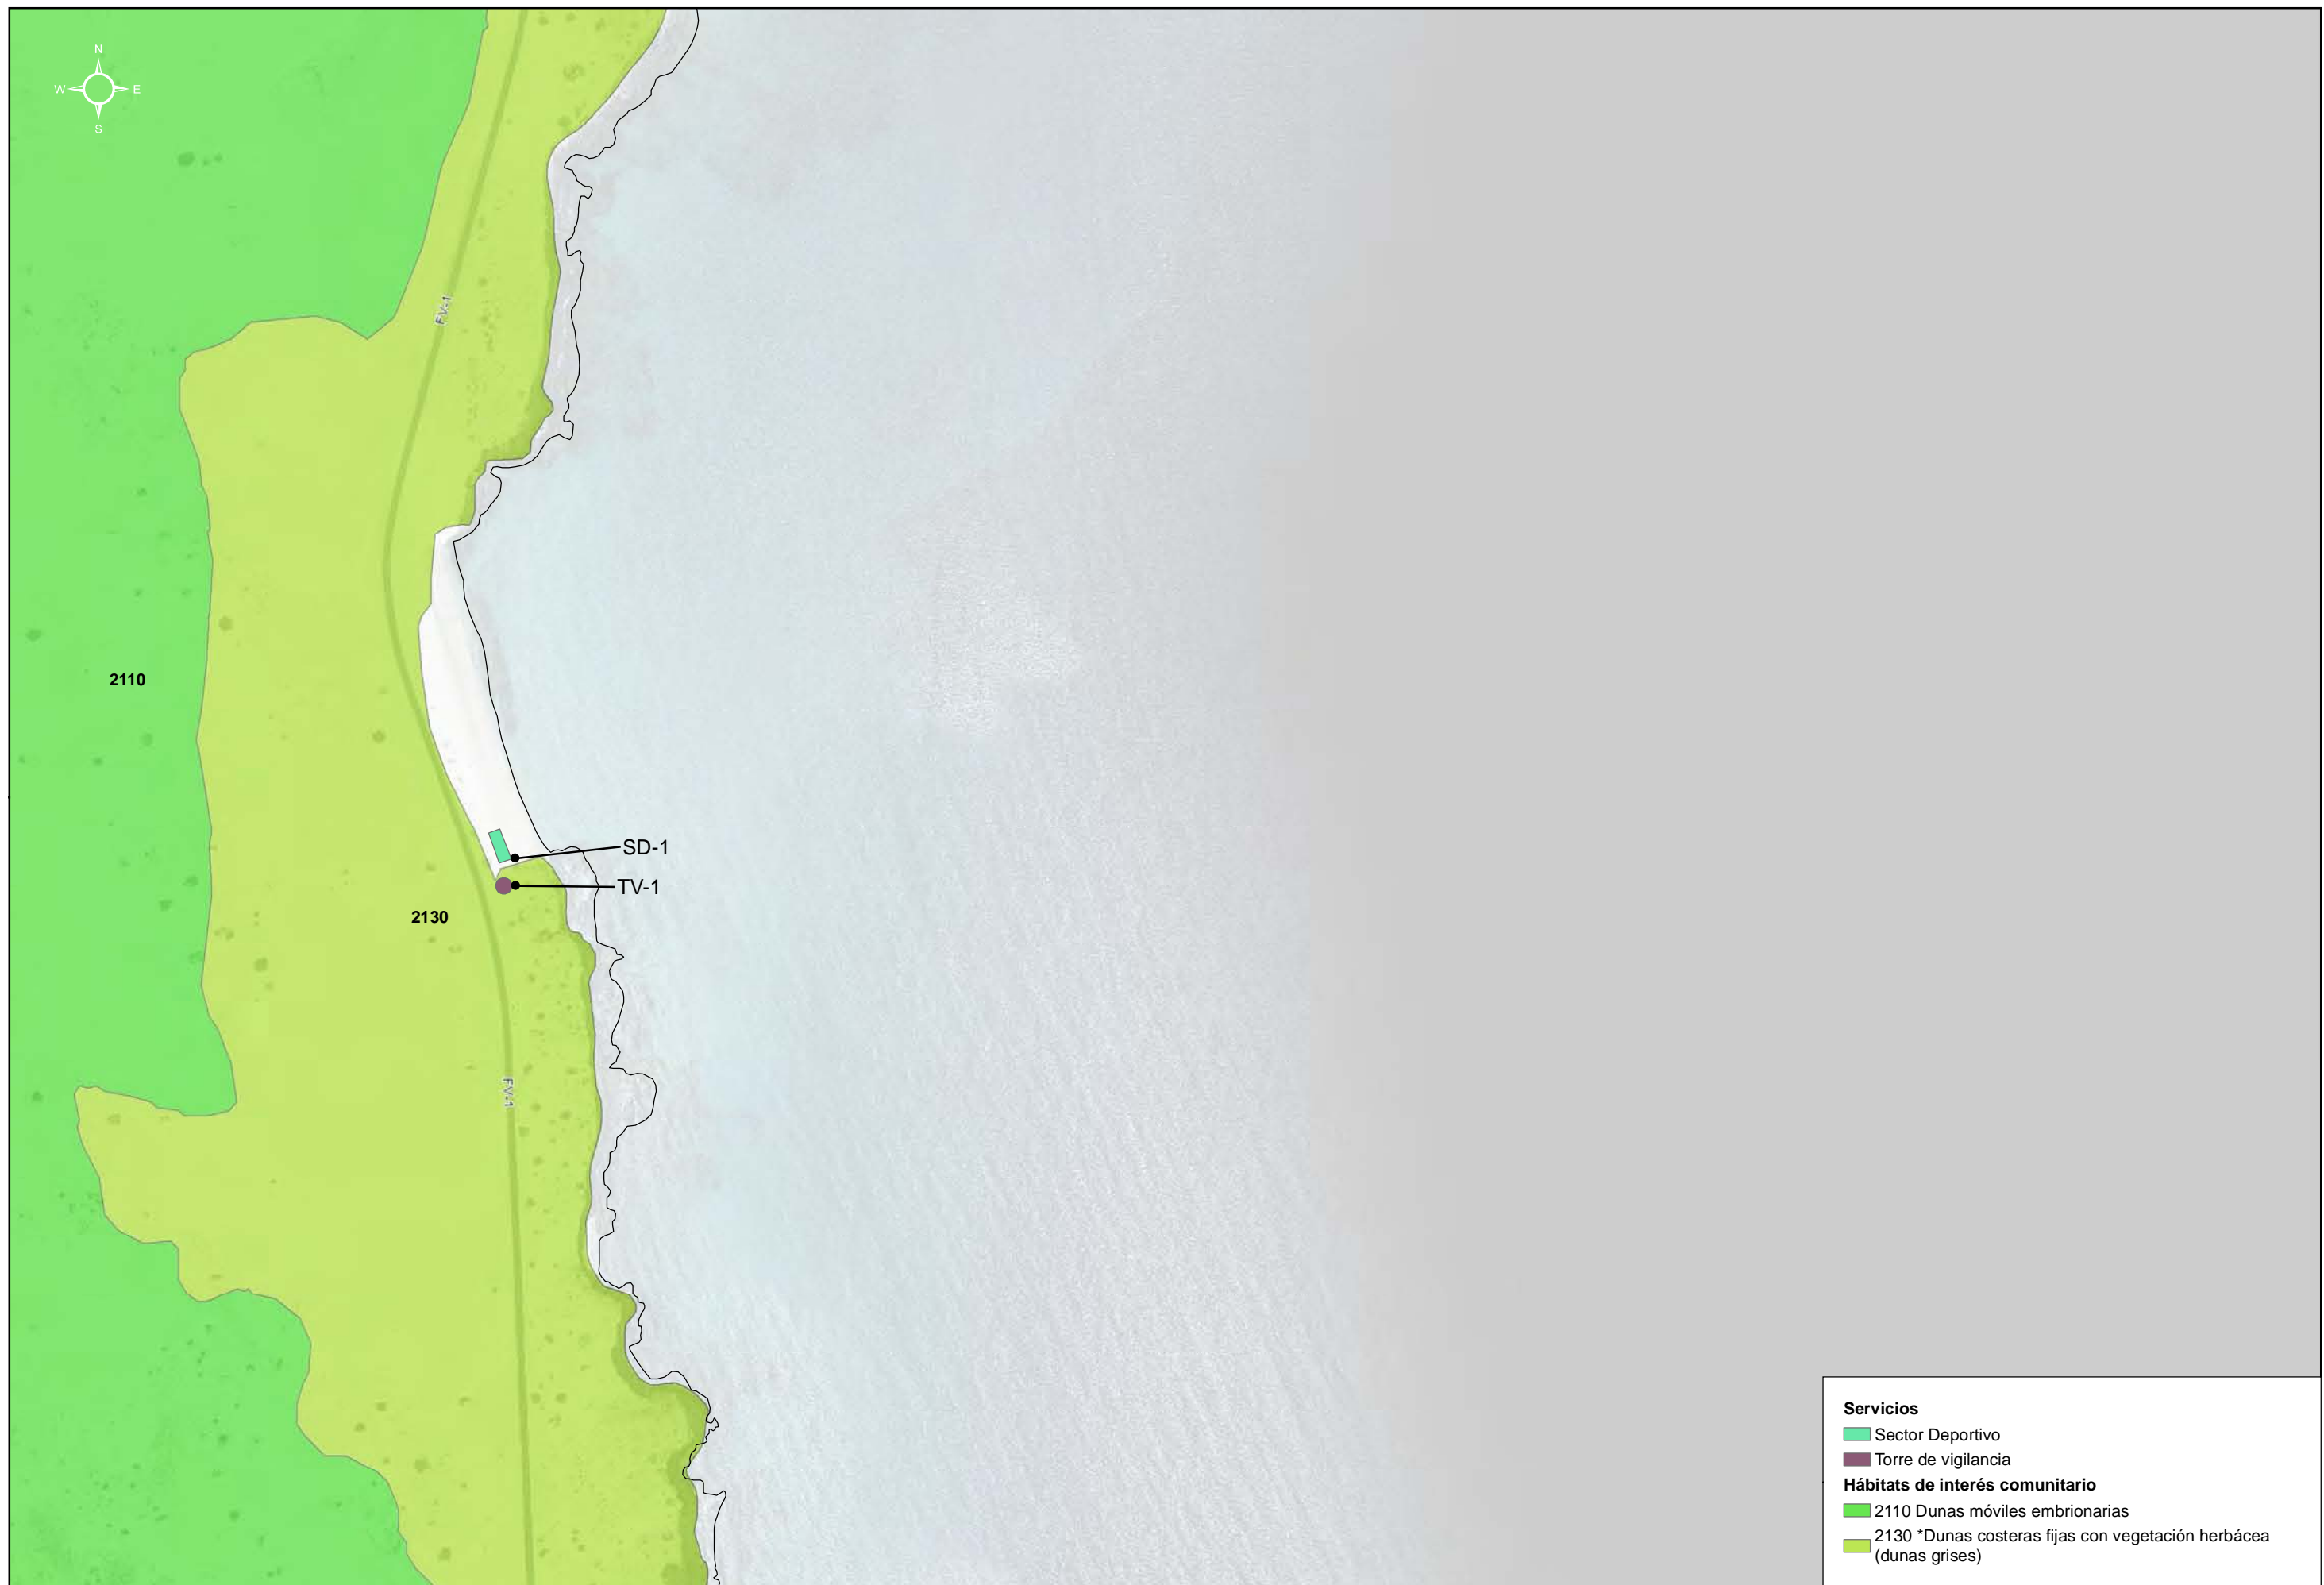 N
W E
S
FV-1
2110
SD-1
TV-1
2130
FV-1
Servicios
Sector Deportivo
Torre de vigilancia
Hábitats de interés comunitario
2110 Dunas móviles embrionarias
2130 *Dunas costeras fijas con vegetación herbácea
(dunas grises)